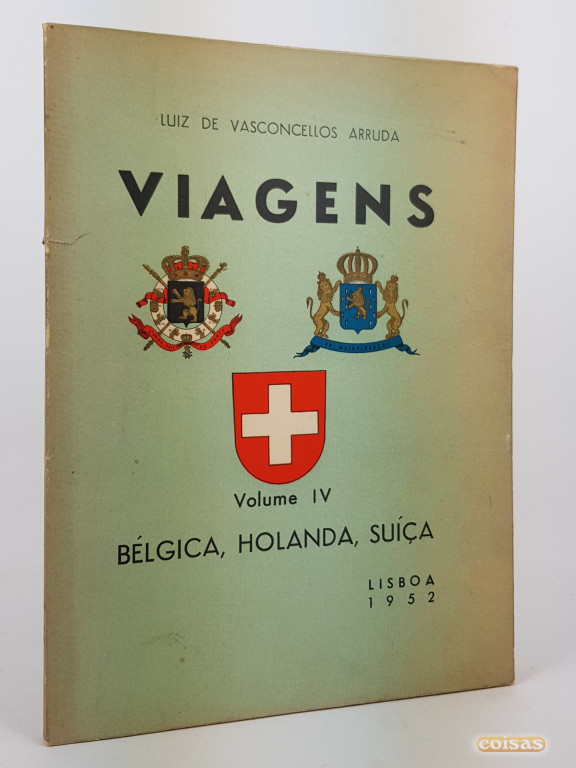 LUIZ DE VASCONCELLOS ARRUDA
VIAGENS
Volume IV
BÉLGICA, HOLANDA, SUÍÇA
LISBOA
1952
coisas